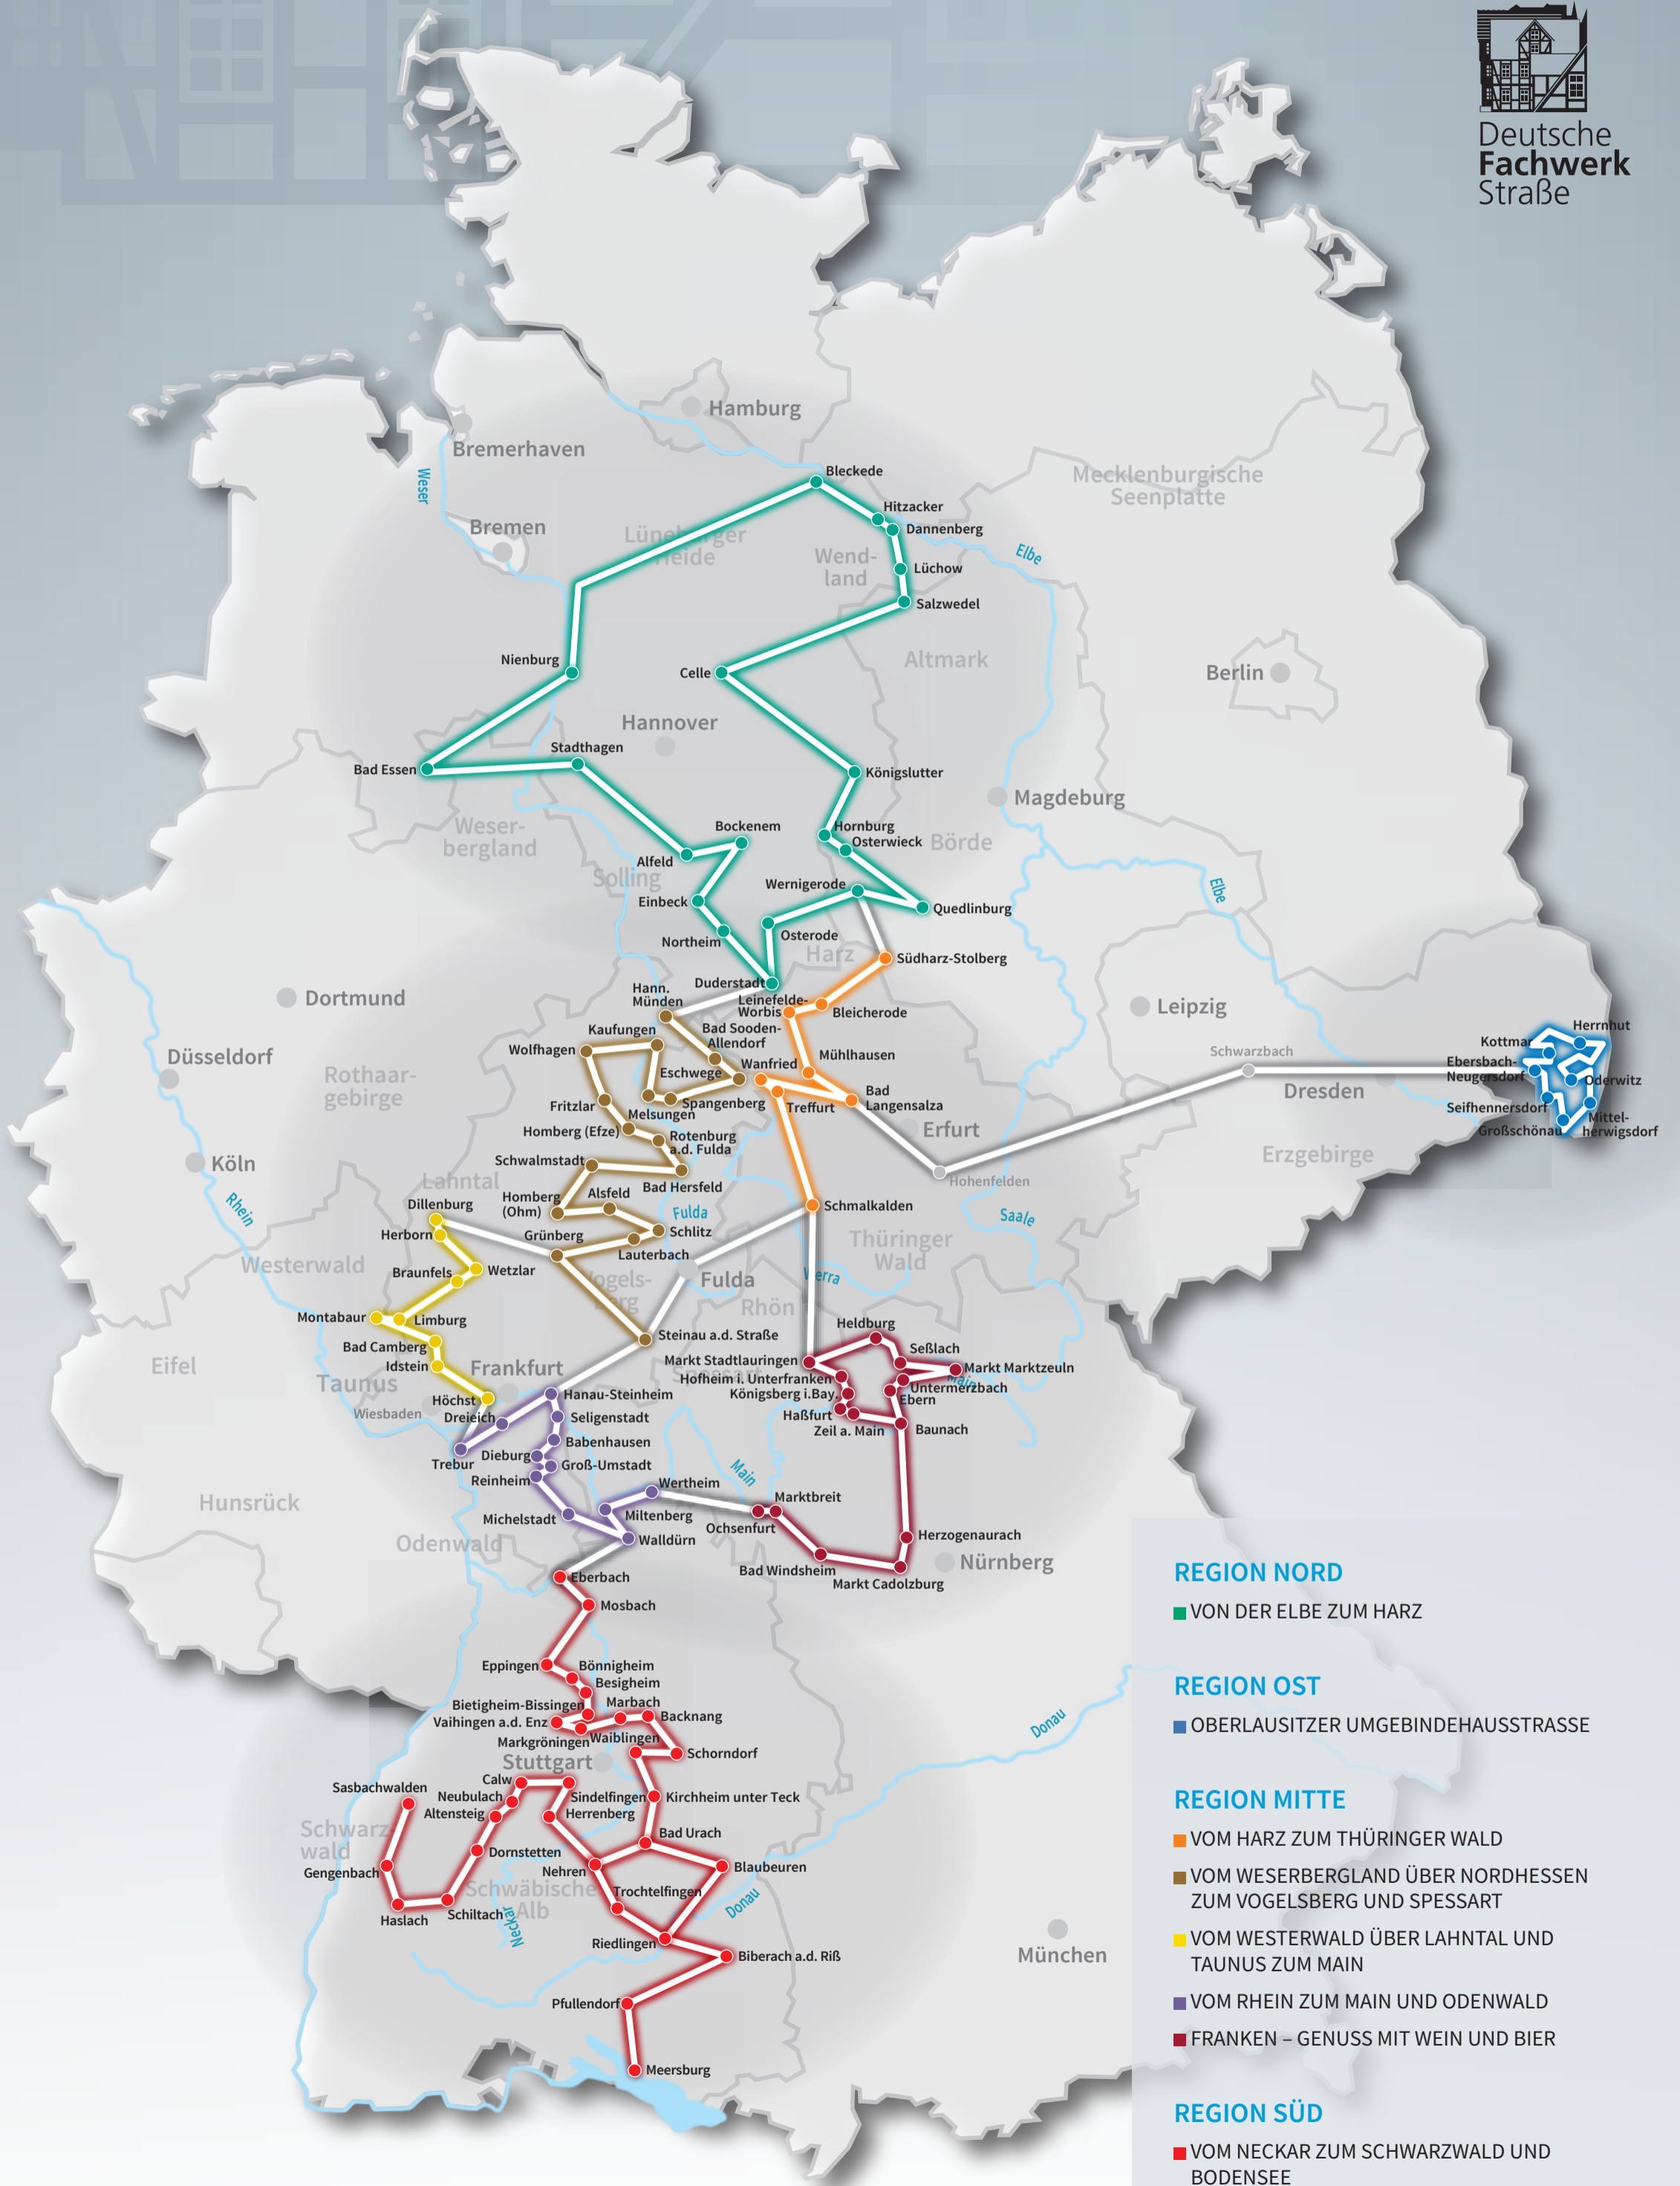 Deutsche
Fachwerk
Straße
Hamburg
Bremerhaven
Weser
Bleckede
Mecklenburgische
Seenplatte
Hitzacker
Bremen
Lüneburger
Heide
Dannenberg
Elbe
Wend-
land
Lüchow
Salzwedel
Nienburg
Celle
Altmark
Berlin
Hannover
Stadthagen
Bad Essen
Königslutter
Magdeburg
Weser-
bergland
Bockenem
Hornburg
Osterwieck
Börde
Alfeld
Solling
Wernigerode
Elbe
Einbeck
Quedlinburg
Northeim
Osterode
Harz
Südharz-Stolberg
Duderstadt
Dortmund
Hann.
Münden
Leinefelde-
Worbis
Bleicherode
Leipzig
Kaufungen
Bad Sooden-
Allendorf
Herrnhut
Kottmar
Wolfhagen
Düsseldorf
Mühlhausen
Schwarzbach
Ebersbach-
Neugersdorf
Oderwitz
Rothaar-
gebirge
Eschwege
Wanfried
Bad
Langensalza
Dresden
Fritzlar
Melsungen
Spangenberg
Treffurt
Seifhennersdorf
Mittel-
herwigsdorf
Großschönau
Homberg (Efze)
Rotenburg
a.d. Fulda
Erfurt
Erzgebirge
Köln
Schwalmstadt
Lahntal
Bad Hersfeld
Hohenfelden
Rhein
Dillenburg
Homberg
(Ohm)
Alsfeld
Fulda
Schmalkalden
Saale
Herborn
Grünberg
Schlitz
Lauterbach
Thüringer
Wald
Westerwald
Braunfels
Wetzlar
Vogels-
berg
Fulda
Werra
Rhön
Montabaur
Limburg
Heldburg
Bad Camberg
Steinau a.d. Straße
Seßlach
Eifel
Idstein
Frankfurt
Markt Stadtlauringen
Markt Marktzeuln
Taunus
Spessart
Hofheim i. Unterfranken
Untermerzbach
Main
Wiesbaden
Höchst
Hanau-Steinheim
Königsberg i.Bay.
Ebern
Dreieich
Seligenstadt
Haßfurt
Zeil a. Main
Baunach
Trebur
Babenhausen
Dieburg
Groß-Umstadt
Reinheim
Main
Wertheim
Hunsrück
Marktbreit
Michelstadt
Miltenberg
Ochsenfurt
Odenwald
Walldürn
Herzogenaurach
Bad Windsheim
Nürnberg
Markt Cadolzburg
Eberbach
Mosbach
Eppingen
Bönnigheim
Besigheim
Bietigheim-Bissingen
Marbach
Vaihingen a.d. Enz
Backnang
Markgröningen
Waiblingen
Donau
Stuttgart
Schorndorf
Sasbachwalden
Calw
Neubulach
Sindelfingen
Kirchheim unter Teck
Altensteig
Herrenberg
Schwarz-
wald
Bad Urach
Dornstetten
Gengenbach
Nehren
Blaubeuren
Schwäbische
Alb
Trochtelfingen
Donau
Haslach
Schiltach
Neckar
Riedlingen
Biberach a.d. Riß
München
Pfullendorf
Meersburg
REGION NORD
VON DER ELBE ZUM HARZ
REGION OST
OBERLAUSITZER UMGEBINDEHAUSSTRASSE
REGION MITTE
VOM HARZ ZUM THÜRINGER WALD
VOM WESERBERGLAND ÜBER NORDHESSEN
ZUM VOGELSBERG UND SPESSART
VOM WESTERWALD ÜBER LAHNTAL UND
TAUNUS ZUM MAIN
VOM RHEIN ZUM MAIN UND ODENWALD
FRANKEN – GENUSS MIT WEIN UND BIER
REGION SÜD
VOM NECKAR ZUM SCHWARZWALD UND
BODENSEE